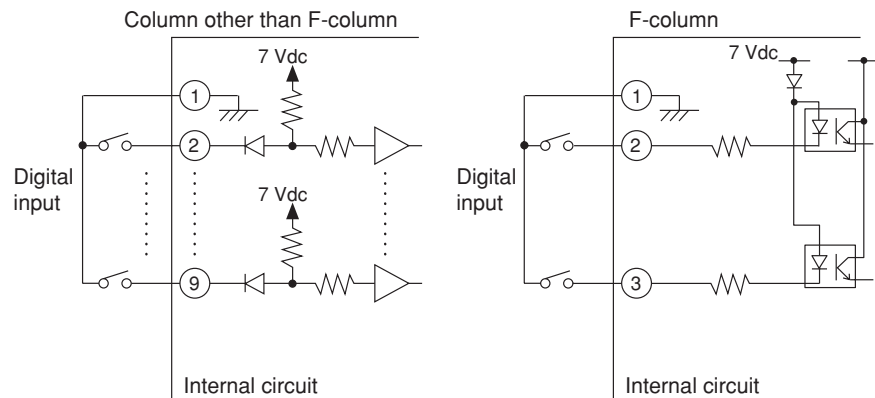 Column other than F-column
7 Vdc
1
2
Digital
input
7 Vdc
9
Internal circuit
F-column
7 Vdc
1
2
Digital
input
3
Internal circuit